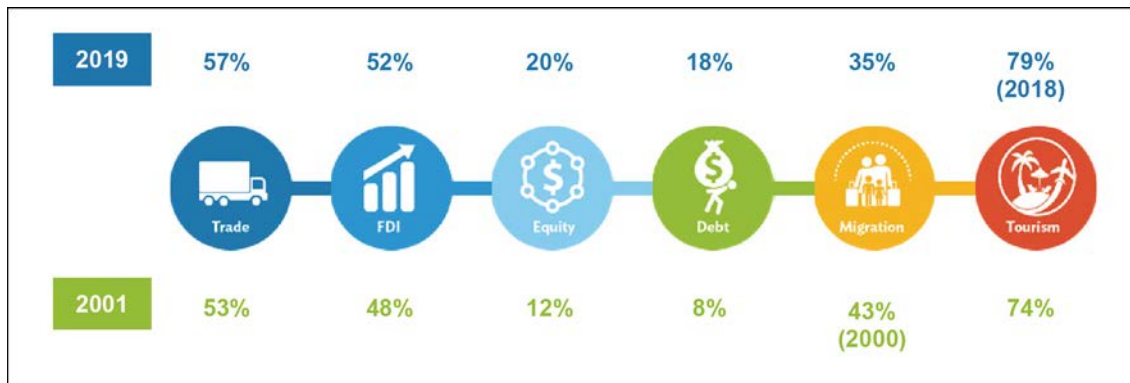 2019
57%
52%
20%
18%
35%
79%
(2018)
Trade
FDI
Equity
Debt
Migration
Tourism
2001
53%
48%
12%
8%
43%
(2000)
74%